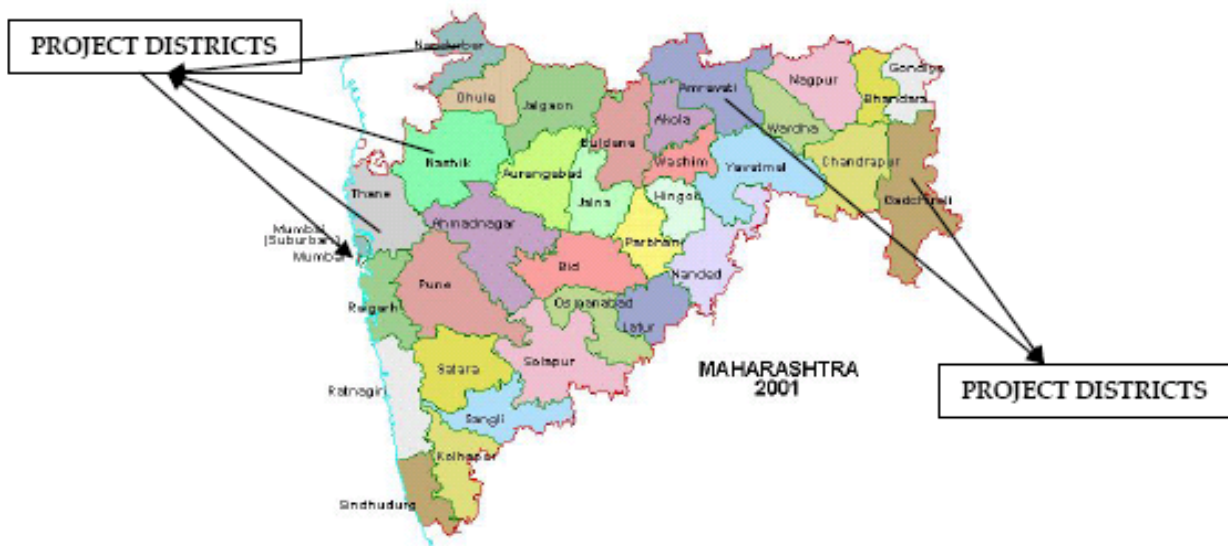 PROJECT DISTRICTS
Nandurbar
Dhule
Jalgaon
Nashik
Buldana
Akola
Amravati
Wardha
Nagpur
Bhandara
Gondiya
Washim
Yavatmal
Chandrapur
Gadchiroli
Aurangabad
Jalna
Hingoli
Parbhani
Nanded
Thane
Mumbai
(Suburban)
Mumbai
Ahmadnagar
Bid
Pune
Raigarh
Osmanabad
Latur
Satara
Solapur
Ratnagiri
Sangli
Kolhapur
Sindhudurg
MAHARASHTRA
2001
PROJECT DISTRICTS